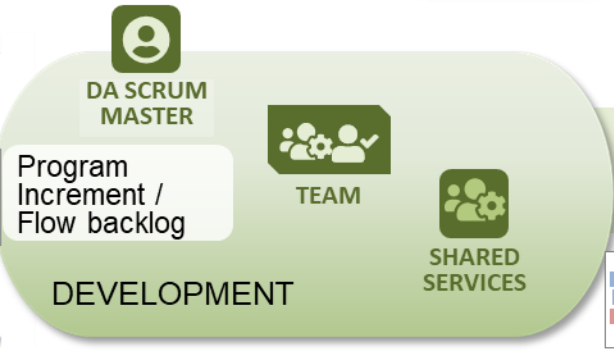 DA SCRUM
MASTER
Program
Increment /
Flow backlog
TEAM
SHARED
SERVICES
DEVELOPMENT